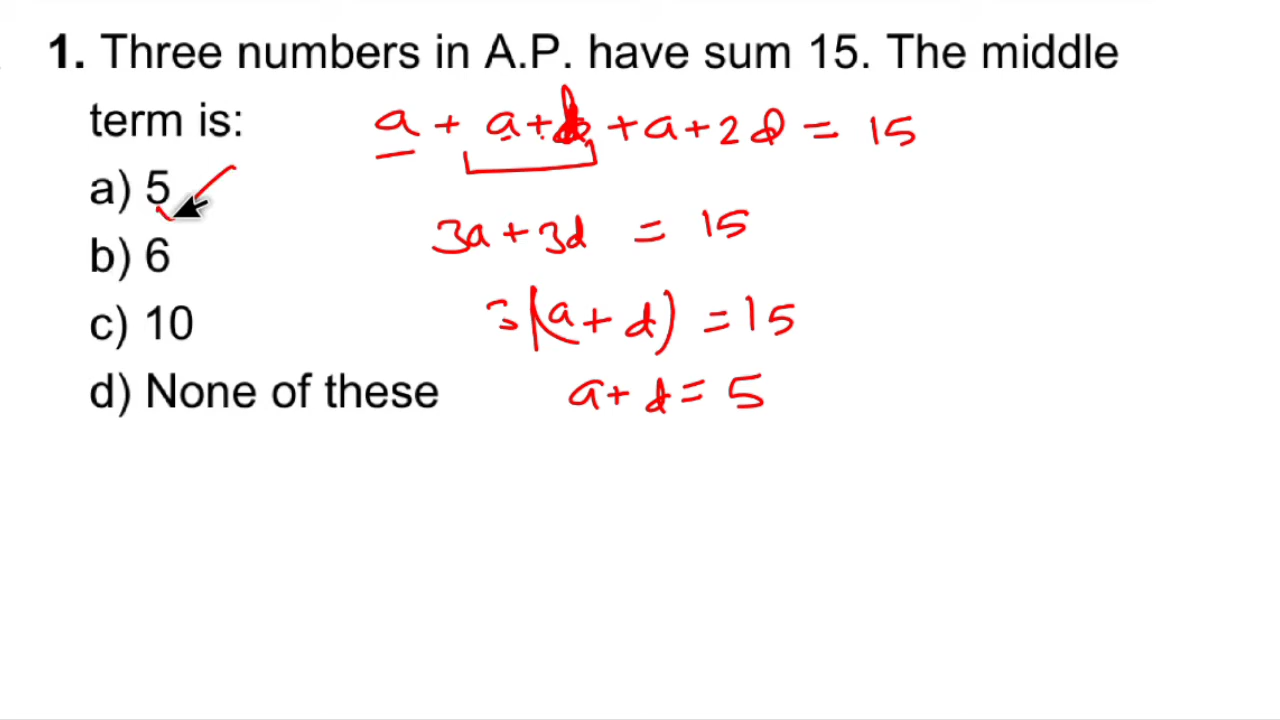 1. Three numbers in A.P. have sum 15. The middle
term is: a + a+d + a+2d = 15
a) 5
3a + 3d = 15
b) 6
c) 10 3(a + d) = 15
d) None of these a+d = 5